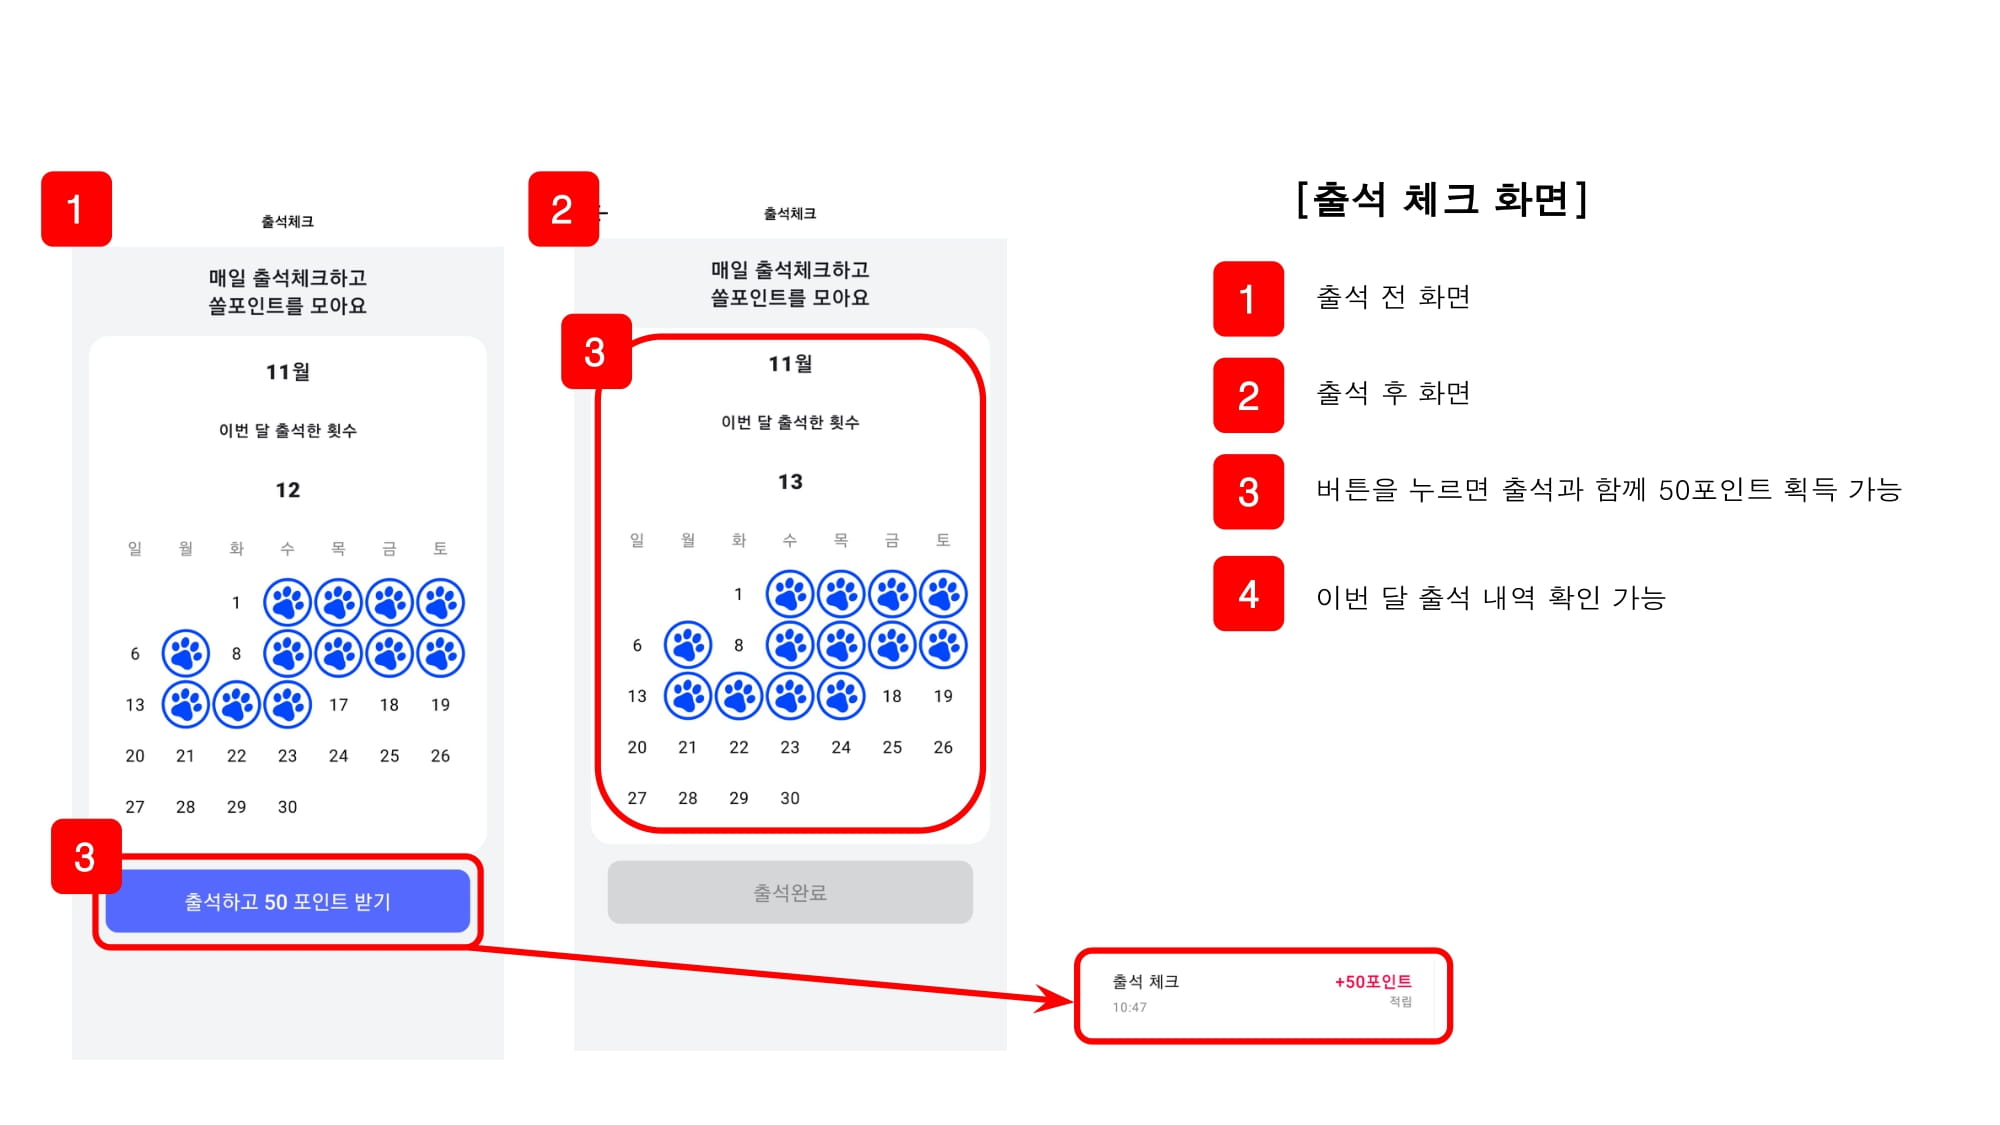 1
출석체크
매일 출석체크하고
쏠포인트를 모아요
11월
이번 달 출석한 횟수
12
일 월 화 수 목 금 토
1
6 8
13 17 18 19
20 21 22 23 24 25 26
27 28 29 30
3
출석하고 50 포인트 받기
2
출석체크
매일 출석체크하고
쏠포인트를 모아요
3
11월
이번 달 출석한 횟수
13
일 월 화 수 목 금 토
1
6 8
13 18 19
20 21 22 23 24 25 26
27 28 29 30
출석완료
[출석 체크 화면]
1 출석 전 화면
2 출석 후 화면
3 버튼을 누르면 출석과 함께 50포인트 획득 가능
4 이번 달 출석 내역 확인 가능
출석 체크 +50포인트
10:47 적립